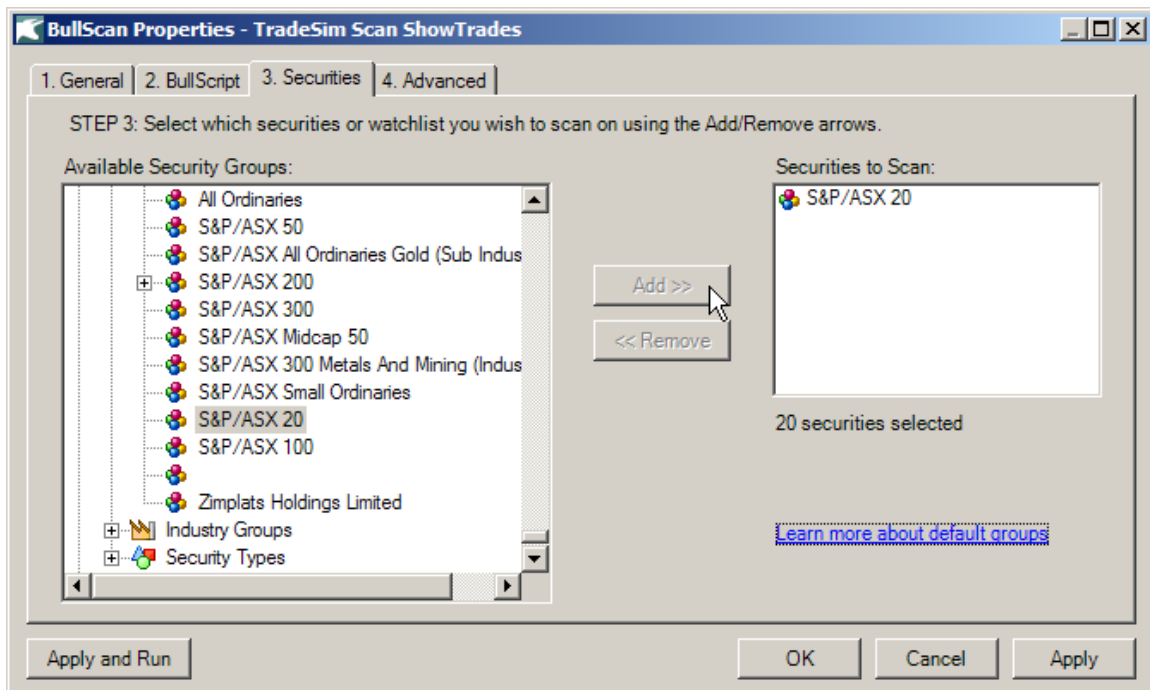 BullScan Properties - TradeSim Scan ShowTrades
1. General
2. BullScript
3. Securities
4. Advanced
STEP 3: Select which securities or watchlist you wish to scan on using the Add/Remove arrows.
Available Security Groups:
All Ordinaries
S&P/ASX 50
S&P/ASX All Ordinaries Gold (Sub Indus
S&P/ASX 200
S&P/ASX 300
S&P/ASX Midcap 50
S&P/ASX 300 Metals And Mining (Indus
S&P/ASX Small Ordinaries
S&P/ASX 20
S&P/ASX 100
Zimplats Holdings Limited
Industry Groups
Security Types
Add >>
<< Remove
Securities to Scan:
S&P/ASX 20
20 securities selected
Learn more about default groups
Apply and Run
OK
Cancel
Apply